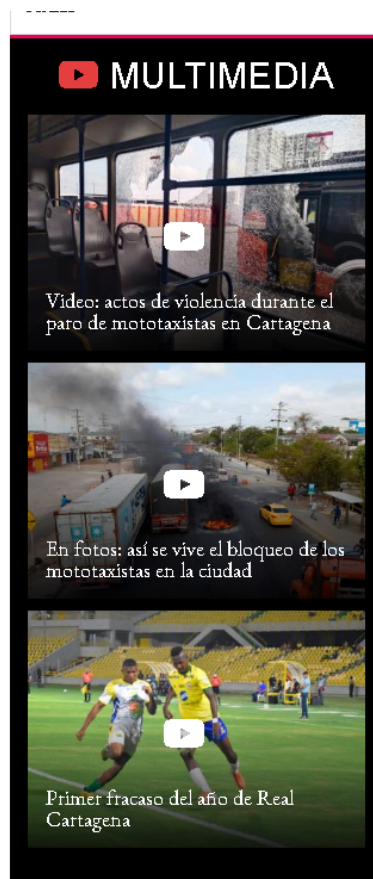 MULTIMEDIA
Video: actos de violencia durante el
paro de mototaxistas en Cartagena
En fotos: así se vive el bloqueo de los
mototaxistas en la ciudad
Primer fracaso del año de Real
Cartagena